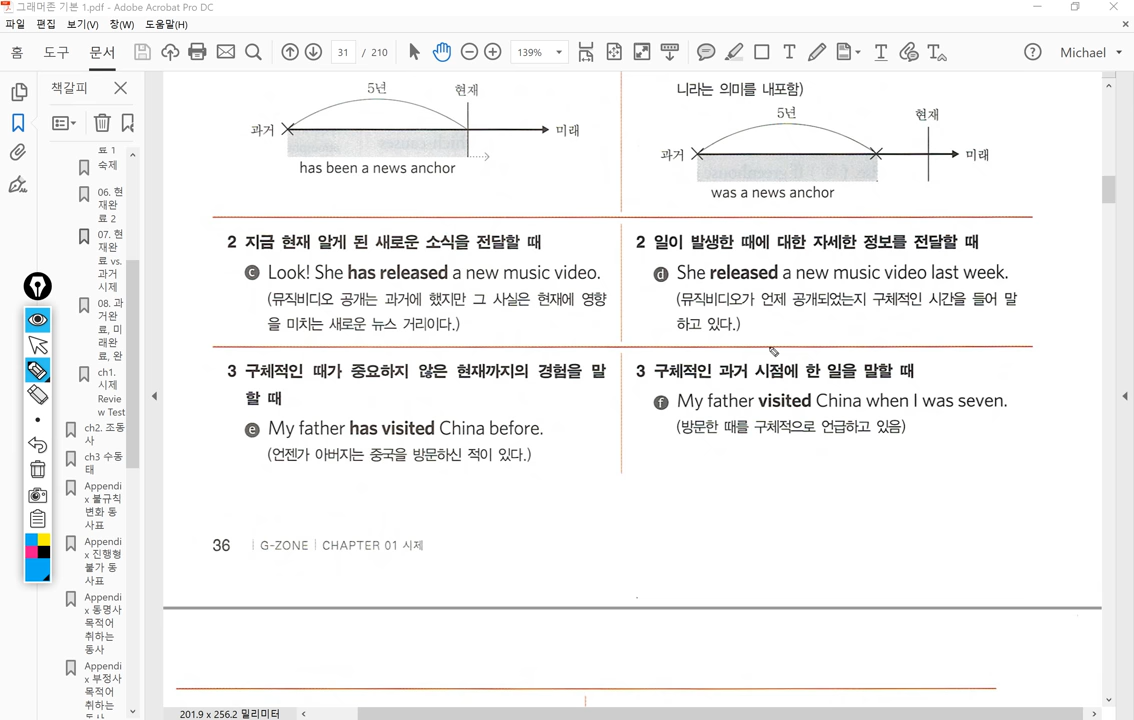 그래머존 기본 1.pdf - Adobe Acrobat Pro DC
파일 편집 보기(V) 창(W) 도움말(H)
홈 도구 문서 31 / 210 139% Michael
책갈피
료 1
숙제
06. 현
재완
료 2
07. 현
재완
료 vs.
과거
시제
08. 과
거완
료, 미
래완
료, 완
ch1.
시제
Revie
w Test
ch2. 조동
사
ch3 수동
태
Appendi
x 불규칙
변화 동
사표
Appendi
x 진행형
불가 동
사표
Appendi
x 동명사
목적어
취하는
동사
Appendi
x 부정사
목적어
취하는
5년 현재
과거 미래
has been a news anchor
니라는 의미를 내포함)
5년 현재
과거 미래
was a news anchor
2 지금 현재 알게 된 새로운 소식을 전달할 때
c Look! She has released a new music video.
(뮤직비디오 공개는 과거에 했지만 그 사실은 현재에 영향
을 미치는 새로운 뉴스 거리이다.)
2 일이 발생한 때에 대한 자세한 정보를 전달할 때
d She released a new music video last week.
(뮤직비디오가 언제 공개되었는지 구체적인 시간을 들어 말
하고 있다.)
3 구체적인 때가 중요하지 않은 현재까지의 경험을 말
할 때
e My father has visited China before.
(언젠가 아버지는 중국을 방문하신 적이 있다.)
3 구체적인 과거 시점에 한 일을 말할 때
f My father visited China when I was seven.
(방문한 때를 구체적으로 언급하고 있음)
36 | G-ZONE | CHAPTER 01 시제
201.9 x 256.2 밀리미터